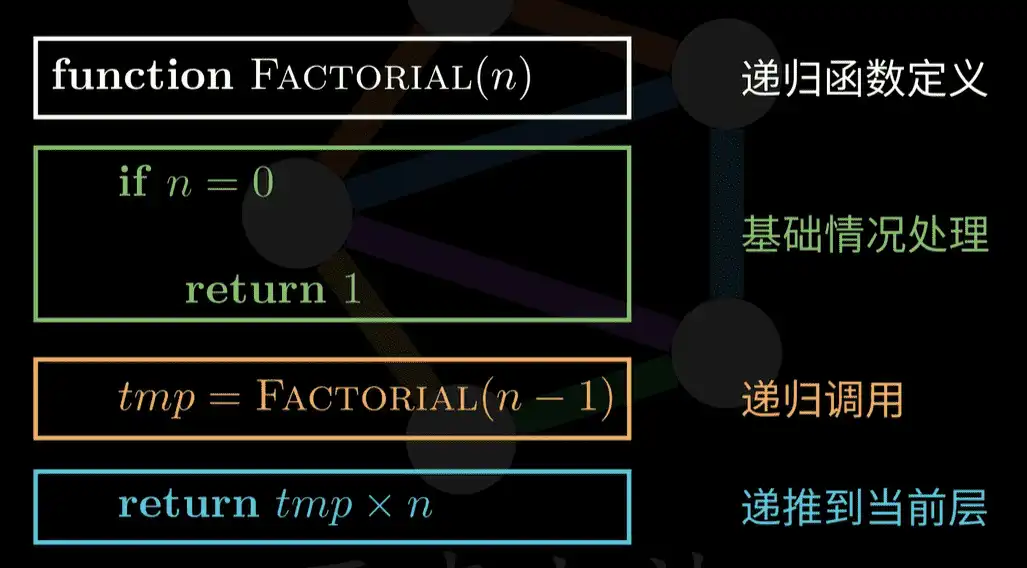 function FACTORIAL(n)
递归函数定义
if n = 0
return 1
基础情况处理
tmp = FACTORIAL(n − 1)
递归调用
return tmp × n
递推到当前层